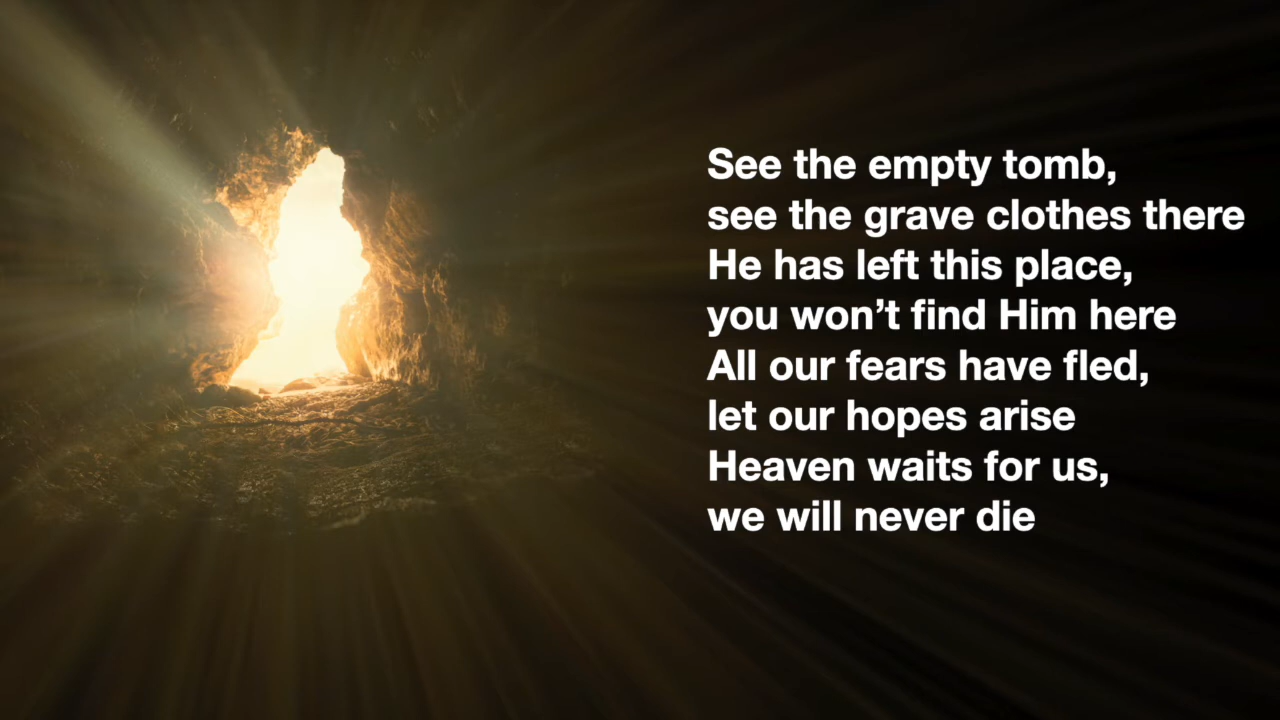 See the empty tomb,
see the grave clothes there
He has left this place,
you won’t find Him here
All our fears have fled,
let our hopes arise
Heaven waits for us,
we will never die